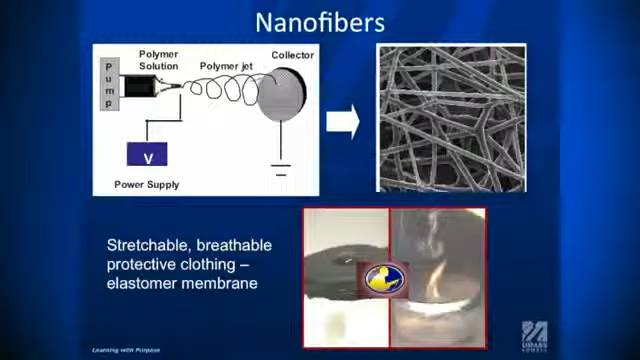 Nanofibers
Polymer
Solution
Polymer jet
Collector
Pump
V
Power Supply
Stretchable, breathable
protective clothing –
elastomer membrane
Learning with Purpose
UMASS
LOWELL